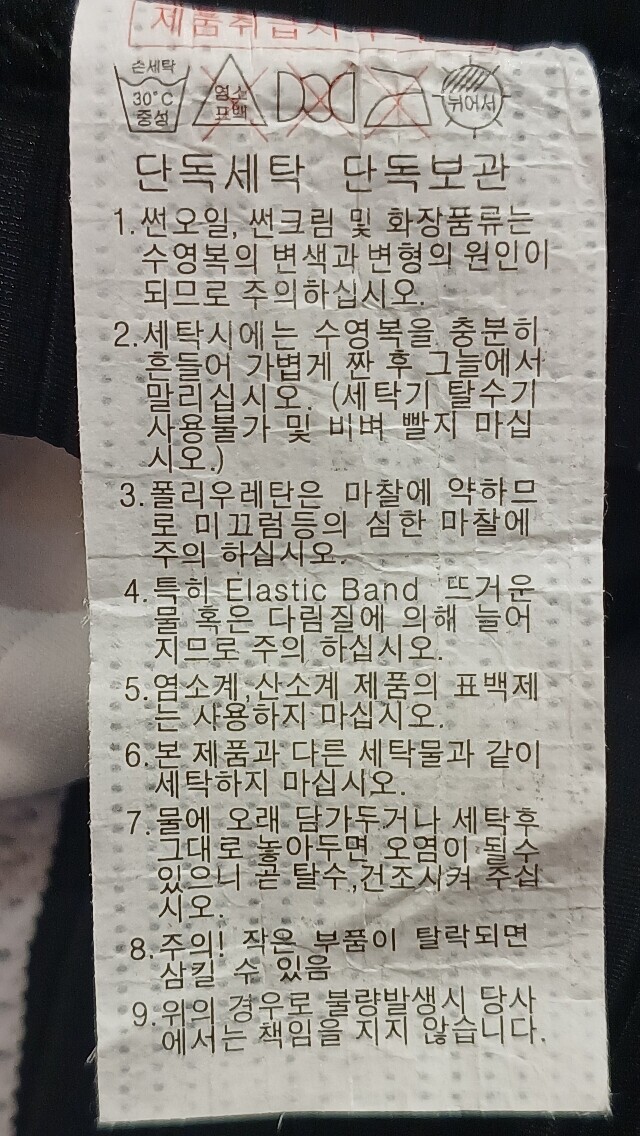 제품취급
손세탁
30°C
중성
염소
표백
뉘어서
단독세탁 단독보관
1.썬오일, 썬크림 및 화장품류는
수영복의 변색과 변형의 원인이
되므로 주의하십시오.
2.세탁시에는 수영복을 충분히
흔들어 가볍게 짠 후 그늘에서
말리십시오. (세탁기 탈수기
사용불가 및 비벼 빨지 마십
시오.)
3.폴리우레탄은 마찰에 약하므
로 미끄럼등의 심한 마찰에
주의 하십시오.
4.특히 Elastic Band 뜨거운
물 혹은 다림질에 의해 늘어
지므로 주의 하십시오.
5.염소계,산소계 제품의 표백제
는 사용하지 마십시오.
6.본 제품과 다른 세탁물과 같이
세탁하지 마십시오.
7.물에 오래 담가두거나 세탁후
그대로 놓아두면 오염이 될수
있으니 곧 탈수,건조시켜 주십
시오.
8.주의! 작은 부품이 탈락되면
삼킬 수 있음
9.위의 경우로 불량발생시 당사
에서는 책임을 지지 않습니다.